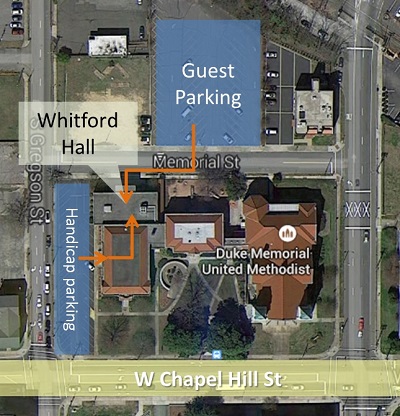 Guest
Parking
Whitford
Hall
Memorial St
S Gregson St
Handicap parking
Duke Memorial
United Methodist
W Chapel Hill St